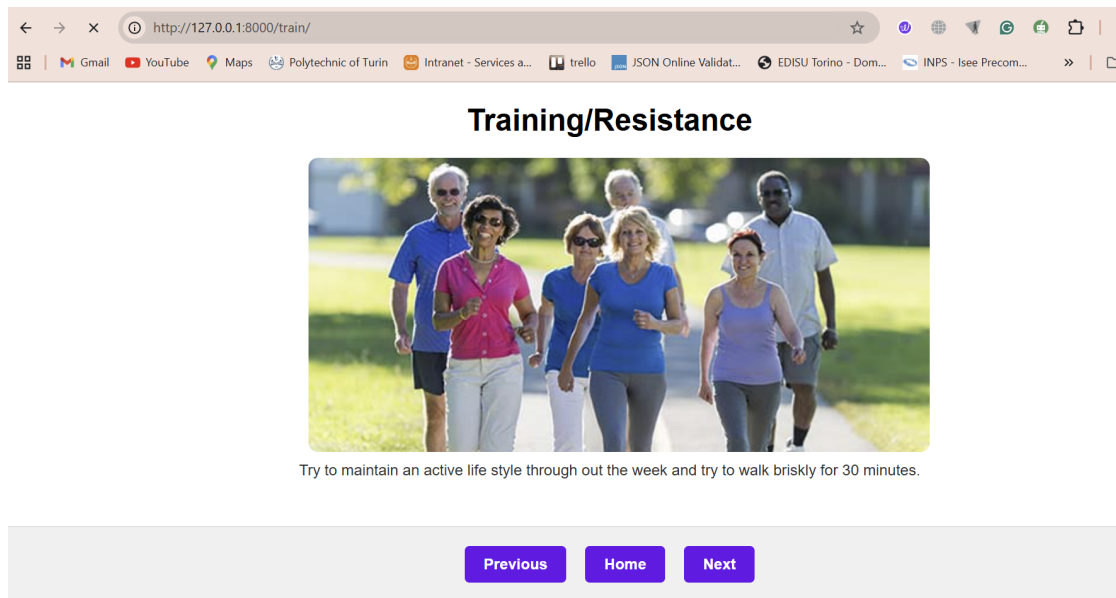 http://127.0.0.1:8000/train/
Gmail YouTube Maps Polytechnic of Turin Intranet - Services a... trello JSON JSON Online Validat... EDISU Torino - Dom... INPS - Isee Precom... »
Training/Resistance
Try to maintain an active life style through out the week and try to walk briskly for 30 minutes.
Previous Home Next